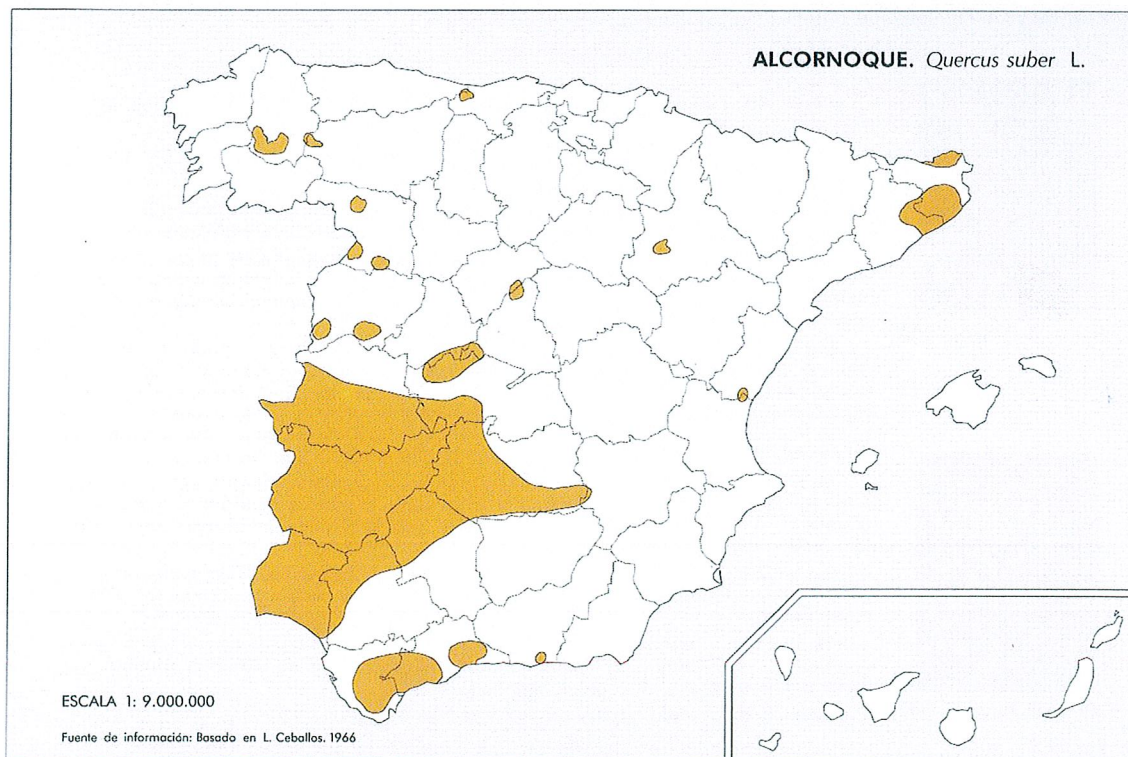 ALCORNOQUE. Quercus suber L.
ESCALA 1: 9.000.000
Fuente de información: Basado en L. Ceballos. 1966